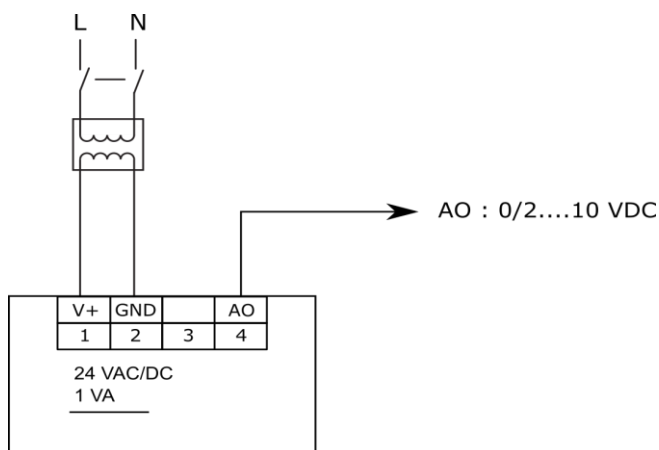 L N
AO : 0/2....10 VDC
V+ GND AO
1 2 3 4
24 VAC/DC
1 VA